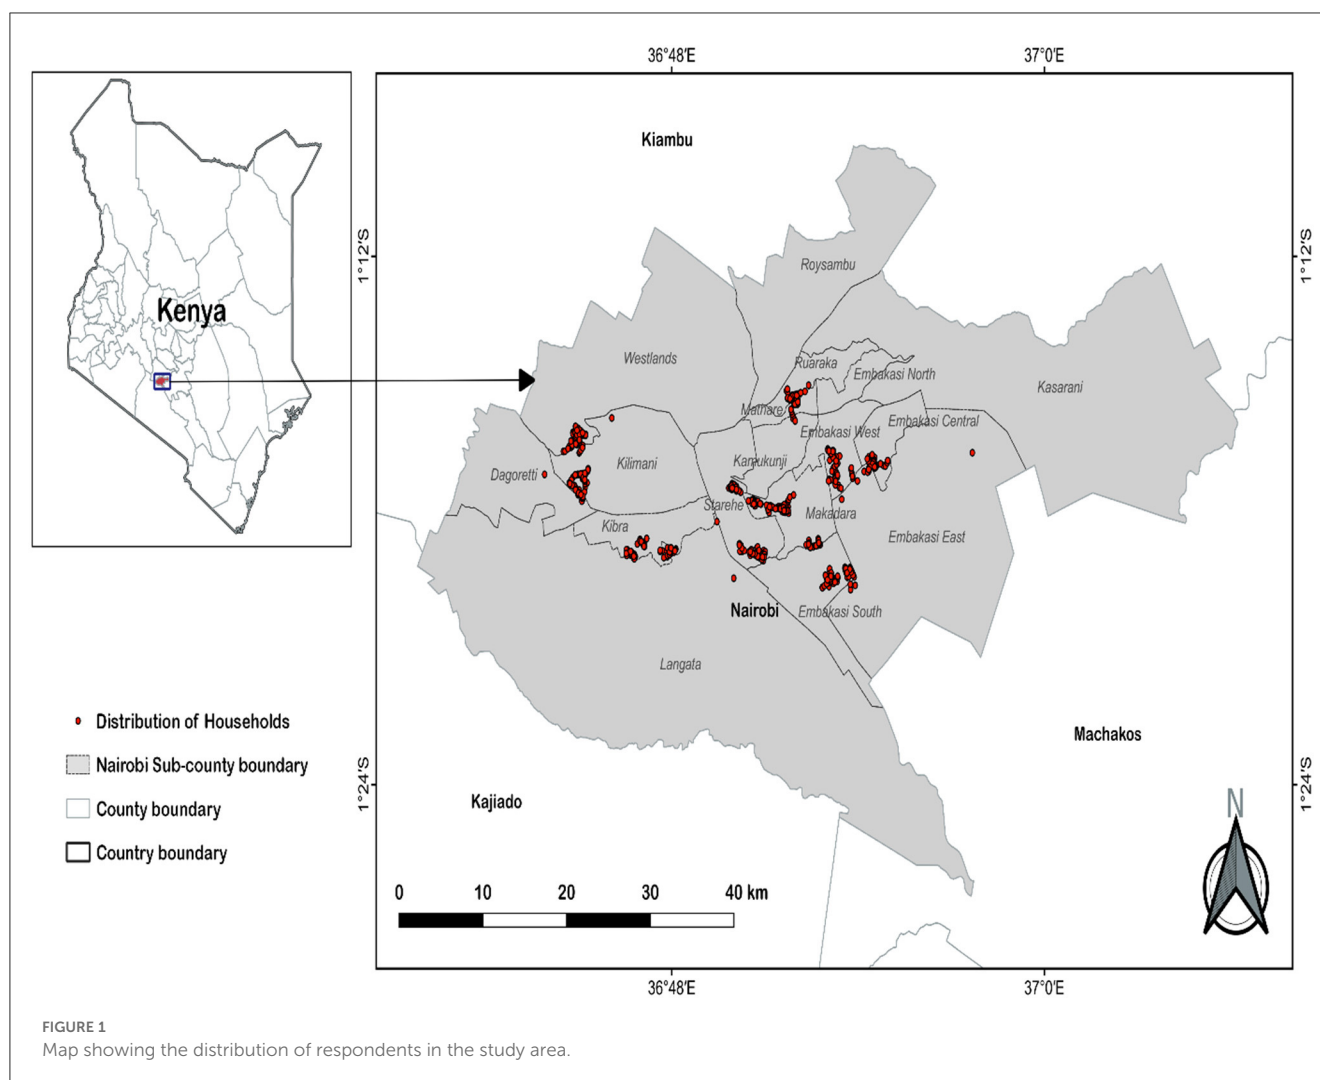 36°48'E
37°0'E
Kiambu
1°12'S
1°12'S
Roysambu
Kenya
Westlands
Ruaraka
Embakasi North
Kasarani
Mathare
Embakasi Central
Embakasi West
Kamukunji
Kilimani
Dagoretti
Starehe
Makadara
Kibra
Embakasi East
Nairobi
Embakasi South
Langata
Distribution of Households
Machakos
Nairobi Sub-county boundary
1°24'S
1°24'S
Kajiado
County boundary
N
Country boundary
0 10 20 30 40 km
36°48'E
37°0'E
FIGURE 1
Map showing the distribution of respondents in the study area.